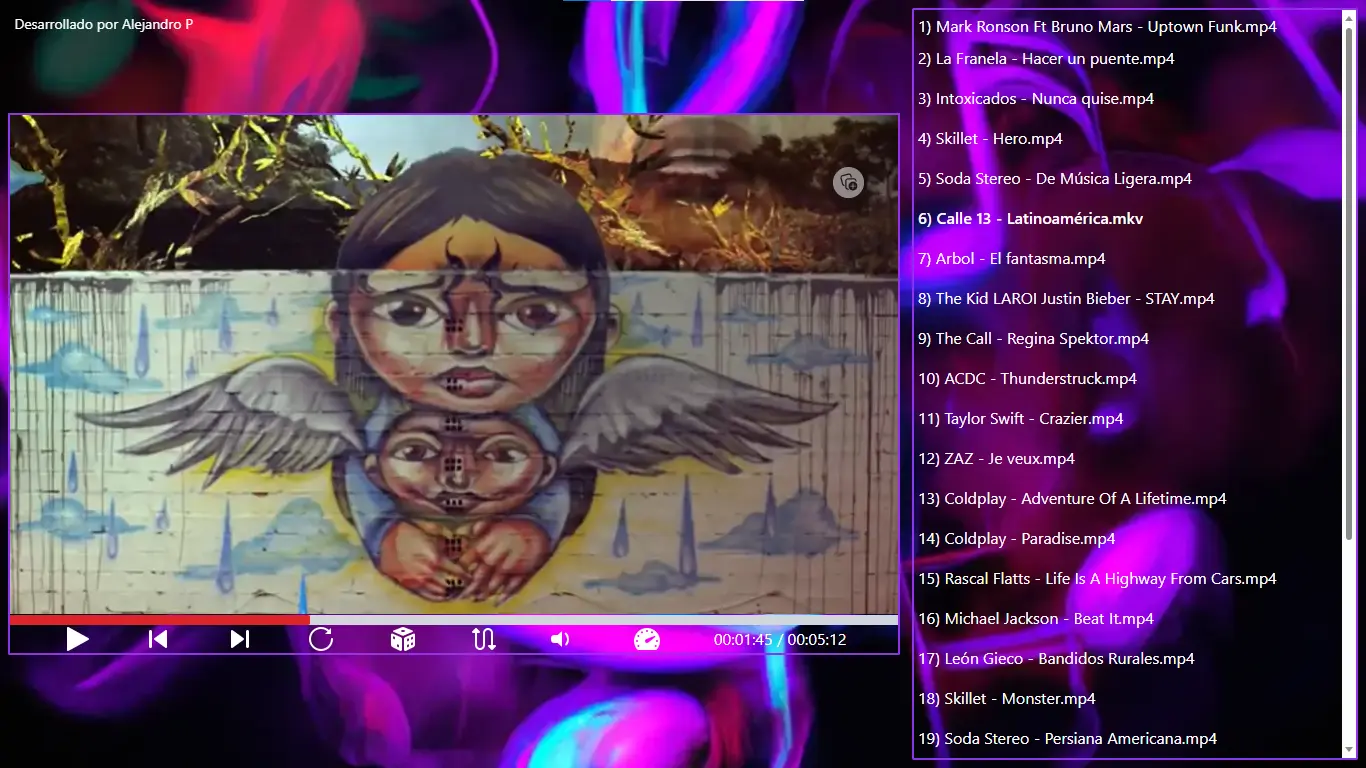 Desarrollado por Alejandro P
00:01:45 / 00:05:12
1) Mark Ronson Ft Bruno Mars - Uptown Funk.mp4
2) La Franela - Hacer un puente.mp4
3) Intoxicados - Nunca quise.mp4
4) Skillet - Hero.mp4
5) Soda Stereo - De Música Ligera.mp4
6) Calle 13 - Latinoamérica.mkv
7) Arbol - El fantasma.mp4
8) The Kid LAROI Justin Bieber - STAY.mp4
9) The Call - Regina Spektor.mp4
10) ACDC - Thunderstruck.mp4
11) Taylor Swift - Crazier.mp4
12) ZAZ - Je veux.mp4
13) Coldplay - Adventure Of A Lifetime.mp4
14) Coldplay - Paradise.mp4
15) Rascal Flatts - Life Is A Highway From Cars.mp4
16) Michael Jackson - Beat It.mp4
17) León Gieco - Bandidos Rurales.mp4
18) Skillet - Monster.mp4
19) Soda Stereo - Persiana Americana.mp4